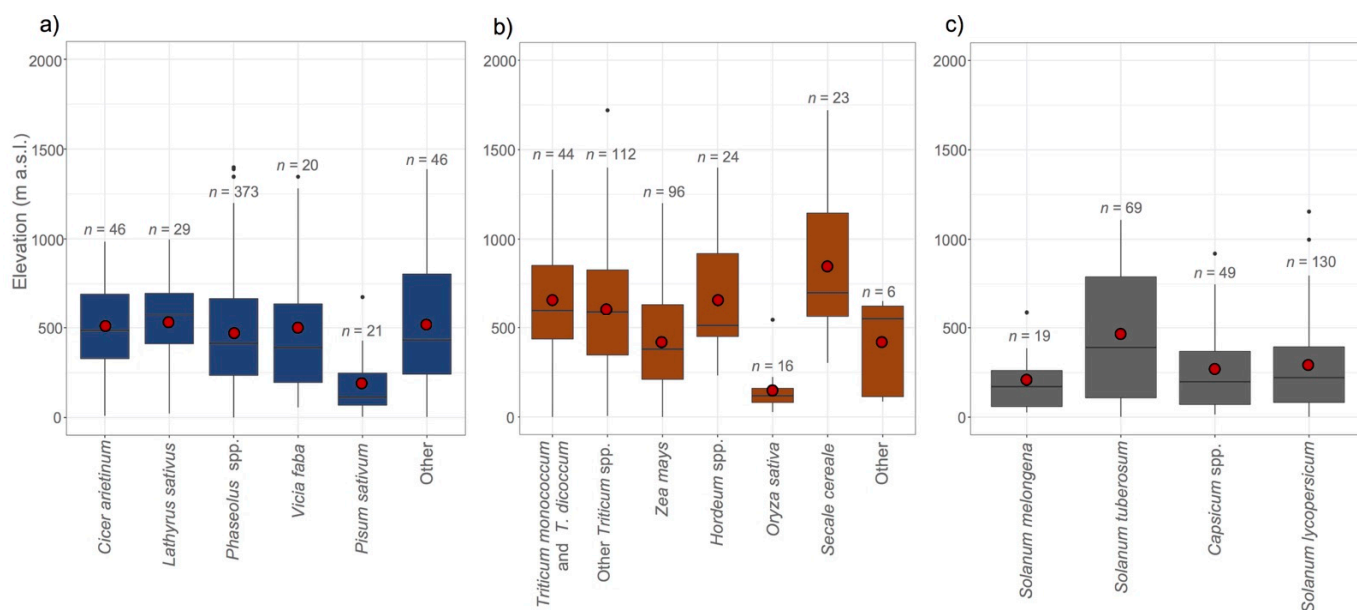 a)
Elevation (m a.s.l.)
2000
1500
1000
500
0
n = 46
n = 29
n = 373
n = 20
n = 21
n = 46
Cicer arietinum
Lathyrus sativus
Phaseolus spp.
Vicia faba
Pisum sativum
Other
b)
2000
1500
1000
500
0
n = 44
n = 112
n = 96
n = 24
n = 16
n = 23
n = 6
Triticum monococcum
and T. dicoccum
Other Triticum spp.
Zea mays
Hordeum spp.
Oryza sativa
Secale cereale
Other
c)
2000
1500
1000
500
0
n = 19
n = 69
n = 49
n = 130
Solanum melongena
Solanum tuberosum
Capsicum spp.
Solanum lycopersicum